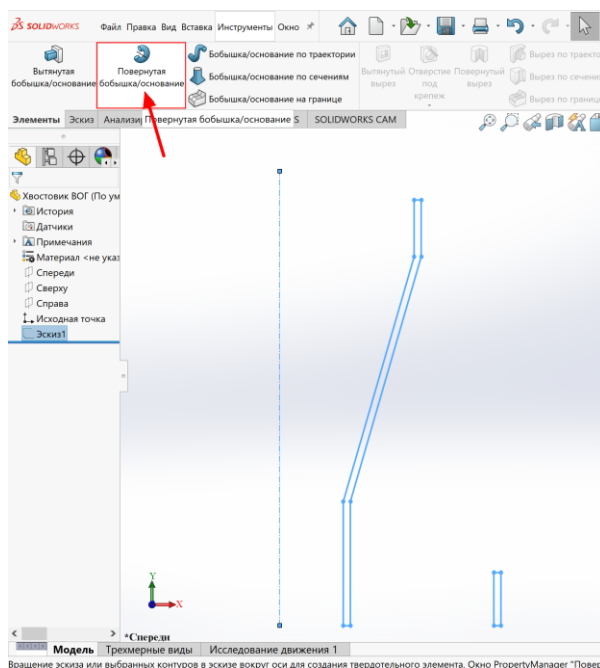 SOLIDWORKS Файл Правка Вид Вставка Инструменты Окно
Вытянутая бобышка/основание
Повернутая бобышка/основание
Бобышка/основание по траектории
Бобышка/основание по сечениям
Бобышка/основание на границе
Вытянутый вырез
Отверстие под крепеж
Повернутый вырез
Вырез по траекто
Вырез по сечени
Вырез по границ
Элементы Эскиз Анализи Повернутая бобышка/основание S SOLIDWORKS CAM
Хвостовик ВОГ (По ум
История
Датчики
Примечания
Материал <не указ
Спереди
Сверху
Справа
Исходная точка
Эскиз1
Y
X
*Спереди
Модель Трехмерные виды Исследование движения 1
Вращение эскиза или выбранных контуров в эскизе вокруг оси для создания твердотельного элемента. Окно PropertyManager "Повер